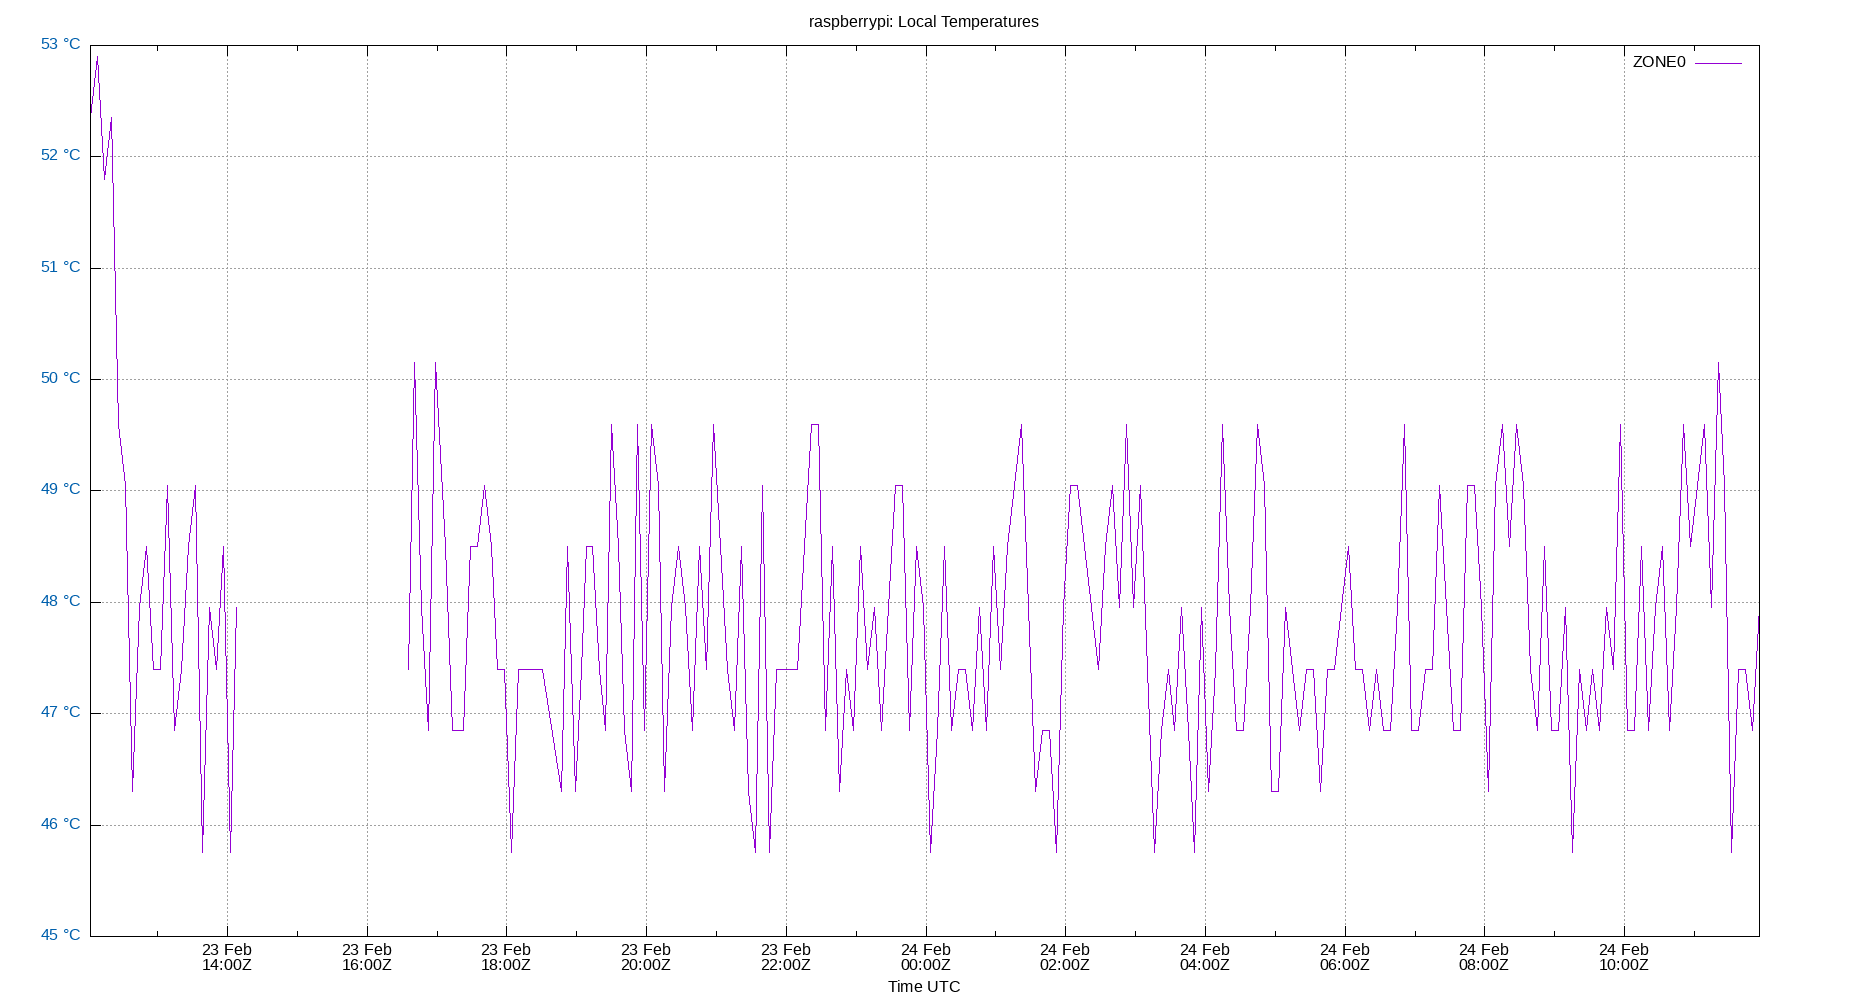 raspberrypi: Local Temperatures
53 °C
ZONE0
52 °C
51 °C
50 °C
49 °C
48 °C
47 °C
46 °C
45 °C
23 Feb 23 Feb 23 Feb 23 Feb 23 Feb 24 Feb 24 Feb 24 Feb 24 Feb 24 Feb 24 Feb
14:00Z 16:00Z 18:00Z 20:00Z 22:00Z 00:00Z 02:00Z 04:00Z 06:00Z 08:00Z 10:00Z
Time UTC